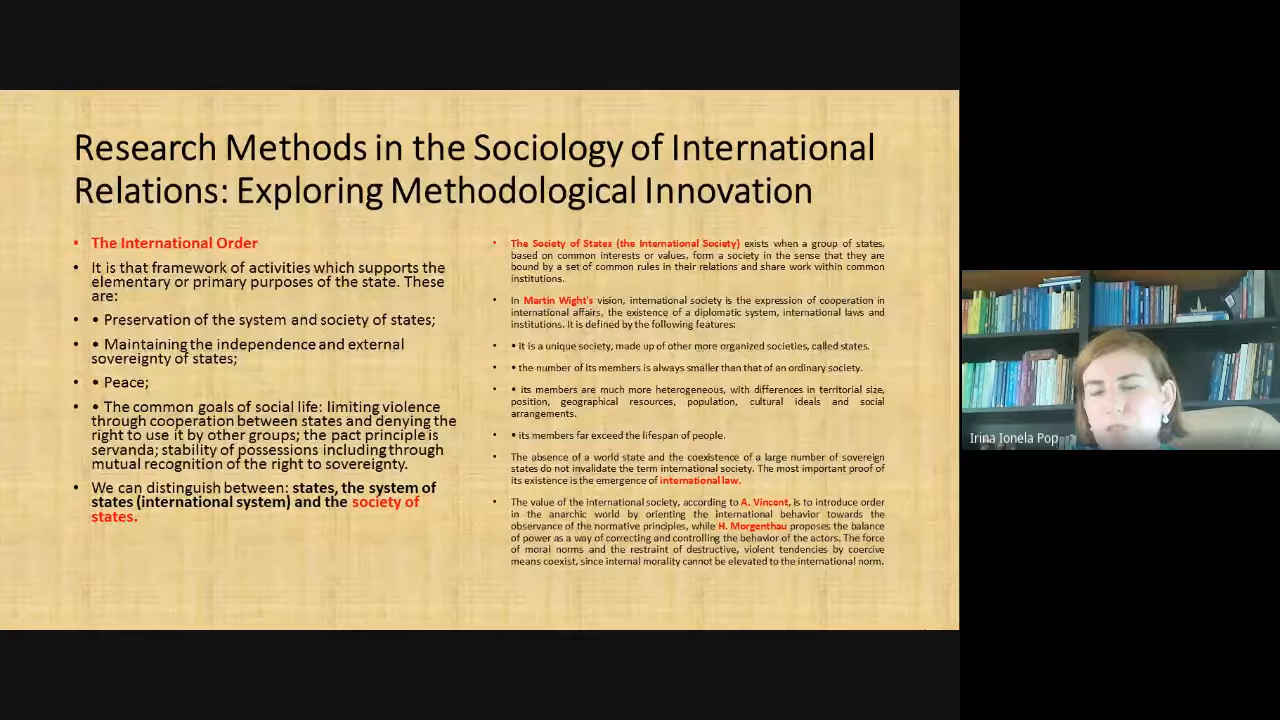 Research Methods in the Sociology of International
Relations: Exploring Methodological Innovation
• The International Order
• It is that framework of activities which supports the
elementary or primary purposes of the state. These
are:
• • Preservation of the system and society of states;
• • Maintaining the independence and external
sovereignty of states;
• • Peace;
• • The common goals of social life: limiting violence
through cooperation between states and denying the
right to use it by other groups; the pact principle is
servanda; stability of possessions including through
mutual recognition of the right to sovereignty.
• We can distinguish between: states, the system of
states (international system) and the society of
states.
• The Society of States (the International Society) exists when a group of states,
based on common interests or values, form a society in the sense that they are
bound by a set of common rules in their relations and share work within common
institutions.
• In Martin Wight's vision, international society is the expression of cooperation in
international affairs, the existence of a diplomatic system, international laws and
institutions. It is defined by the following features:
• • it is a unique society, made up of other more organized societies, called states.
• • the number of its members is always smaller than that of an ordinary society.
• • its members are much more heterogeneous, with differences in territorial size,
position, geographical resources, population, cultural ideals and social
arrangements.
• • its members far exceed the lifespan of people.
• The absence of a world state and the coexistence of a large number of sovereign
states do not invalidate the term international society. The most important proof of
its existence is the emergence of international law.
• The value of the international society, according to A. Vincent, is to introduce order
in the anarchic world by orienting the international behavior towards the
observance of the normative principles, while H. Morgenthau proposes the balance
of power as a way of correcting and controlling the behavior of the actors. The force
of moral norms and the restraint of destructive, violent tendencies by coercive
means coexist, since internal morality cannot be elevated to the international norm.
Irina Ionela Pop